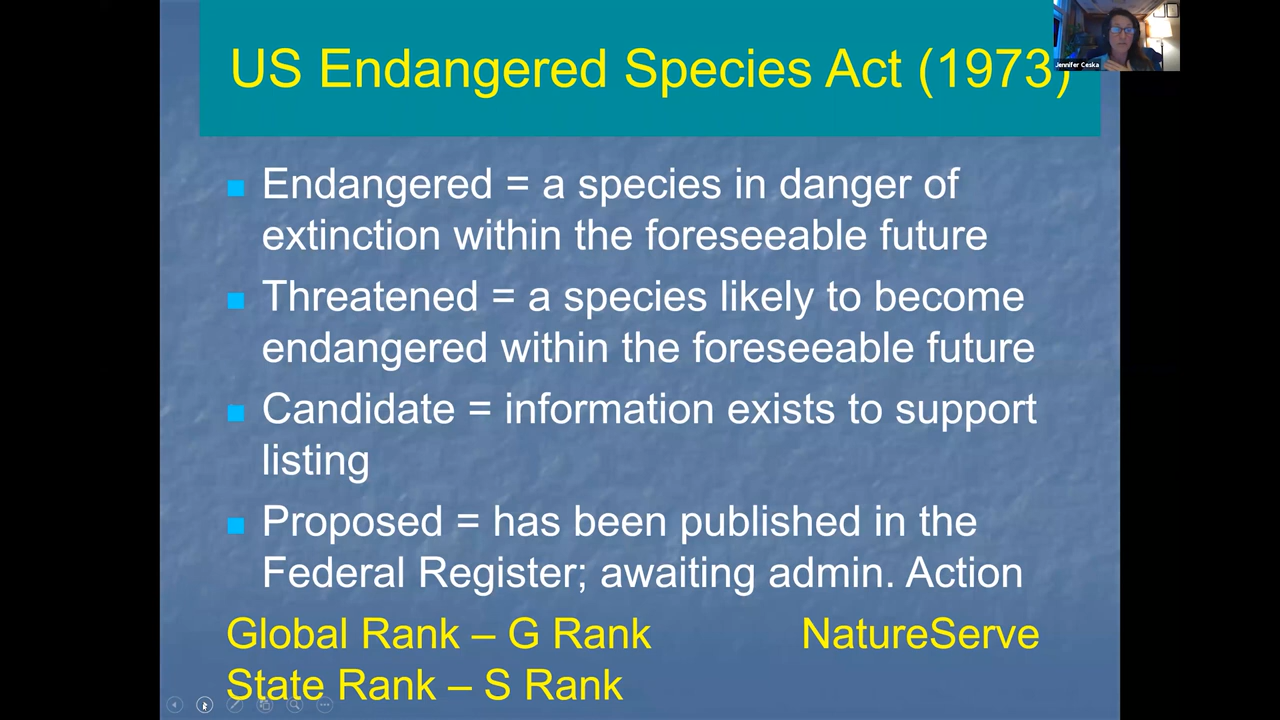 US Endangered Species Act (1973)
Jennifer Ceska
Endangered = a species in danger of
extinction within the foreseeable future
Threatened = a species likely to become
endangered within the foreseeable future
Candidate = information exists to support
listing
Proposed = has been published in the
Federal Register; awaiting admin. Action
Global Rank – G Rank NatureServe
State Rank – S Rank